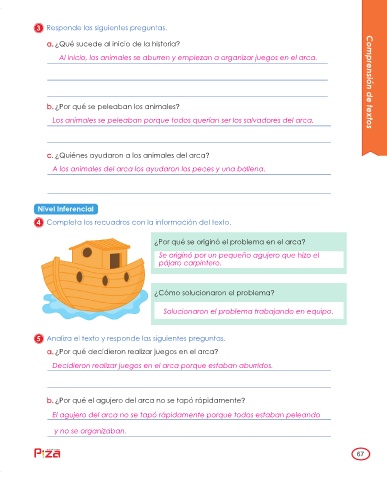 3 Responde las siguientes preguntas.
a. ¿Qué sucede al inicio de la historia?
Al inicio, los animales se aburren y empiezan a organizar juegos en el arca.
b. ¿Por qué se peleaban los animales?
Los animales se peleaban porque todos querían ser los salvadores del arca.
c. ¿Quiénes ayudaron a los animales del arca?
A los animales del arca los ayudaron los peces y una ballena.
Nivel Inferencial
4 Completa los recuadros con la información del texto.
¿Por qué se originó el problema en el arca?
Se originó por un pequeño agujero que hizo el
pájaro carpintero.
¿Cómo solucionaron el problema?
Solucionaron el problema trabajando en equipo.
5 Analiza el texto y responde las siguientes preguntas.
a. ¿Por qué decidieron realizar juegos en el arca?
Decidieron realizar juegos en el arca porque estaban aburridos.
b. ¿Por qué el agujero del arca no se tapó rápidamente?
El agujero del arca no se tapó rápidamente porque todos estaban peleando
y no se organizaban.
Comprensión de textos
Piza
67